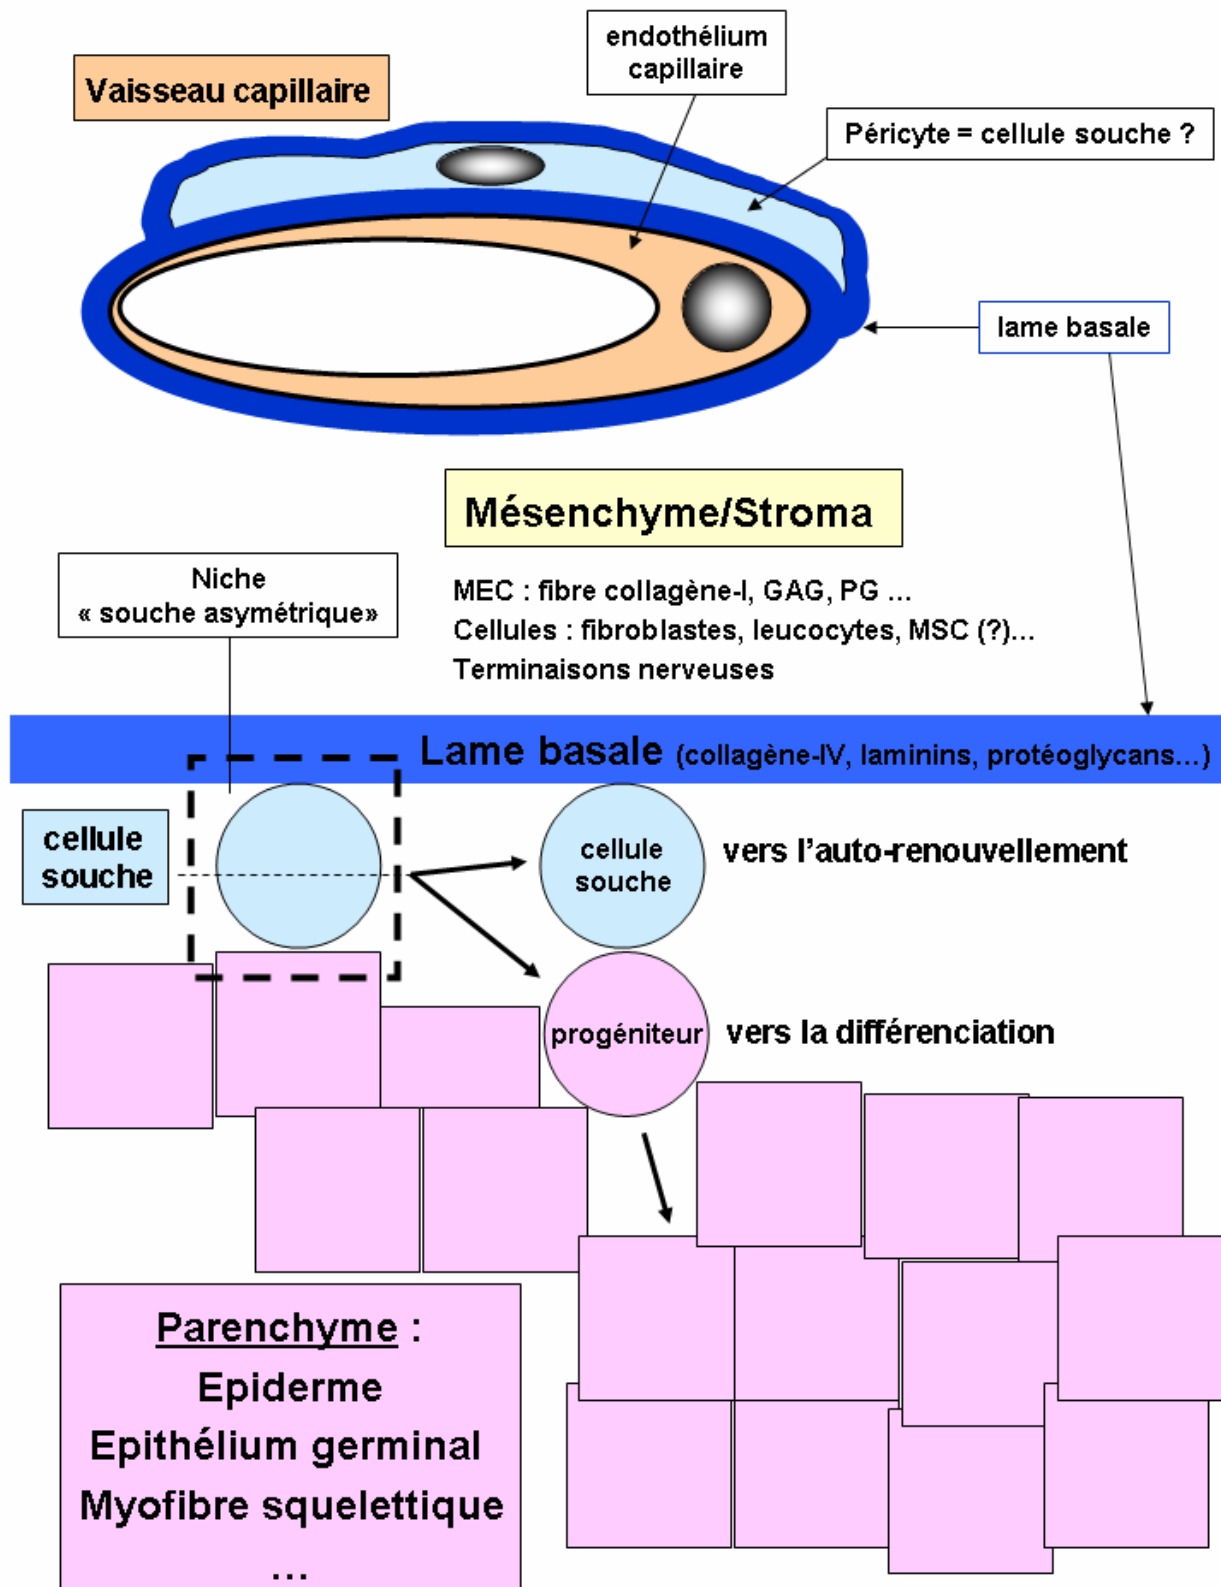 endothélium
capillaire
Vaisseau capillaire
Péricyte = cellule souche ?
lame basale
Mésenchyme/Stroma
Niche
« souche asymétrique»
MEC : fibre collagène-I, GAG, PG ...
Cellules : fibroblastes, leucocytes, MSC (?)...
Terminaisons nerveuses
Lame basale (collagène-IV, laminins, protéoglycans...)
cellule
souche
cellule
souche
vers l'auto-renouvellement
progéniteur
vers la différenciation
Parenchyme :
Epiderme
Epithélium germinal
Myofibre squelettique
...